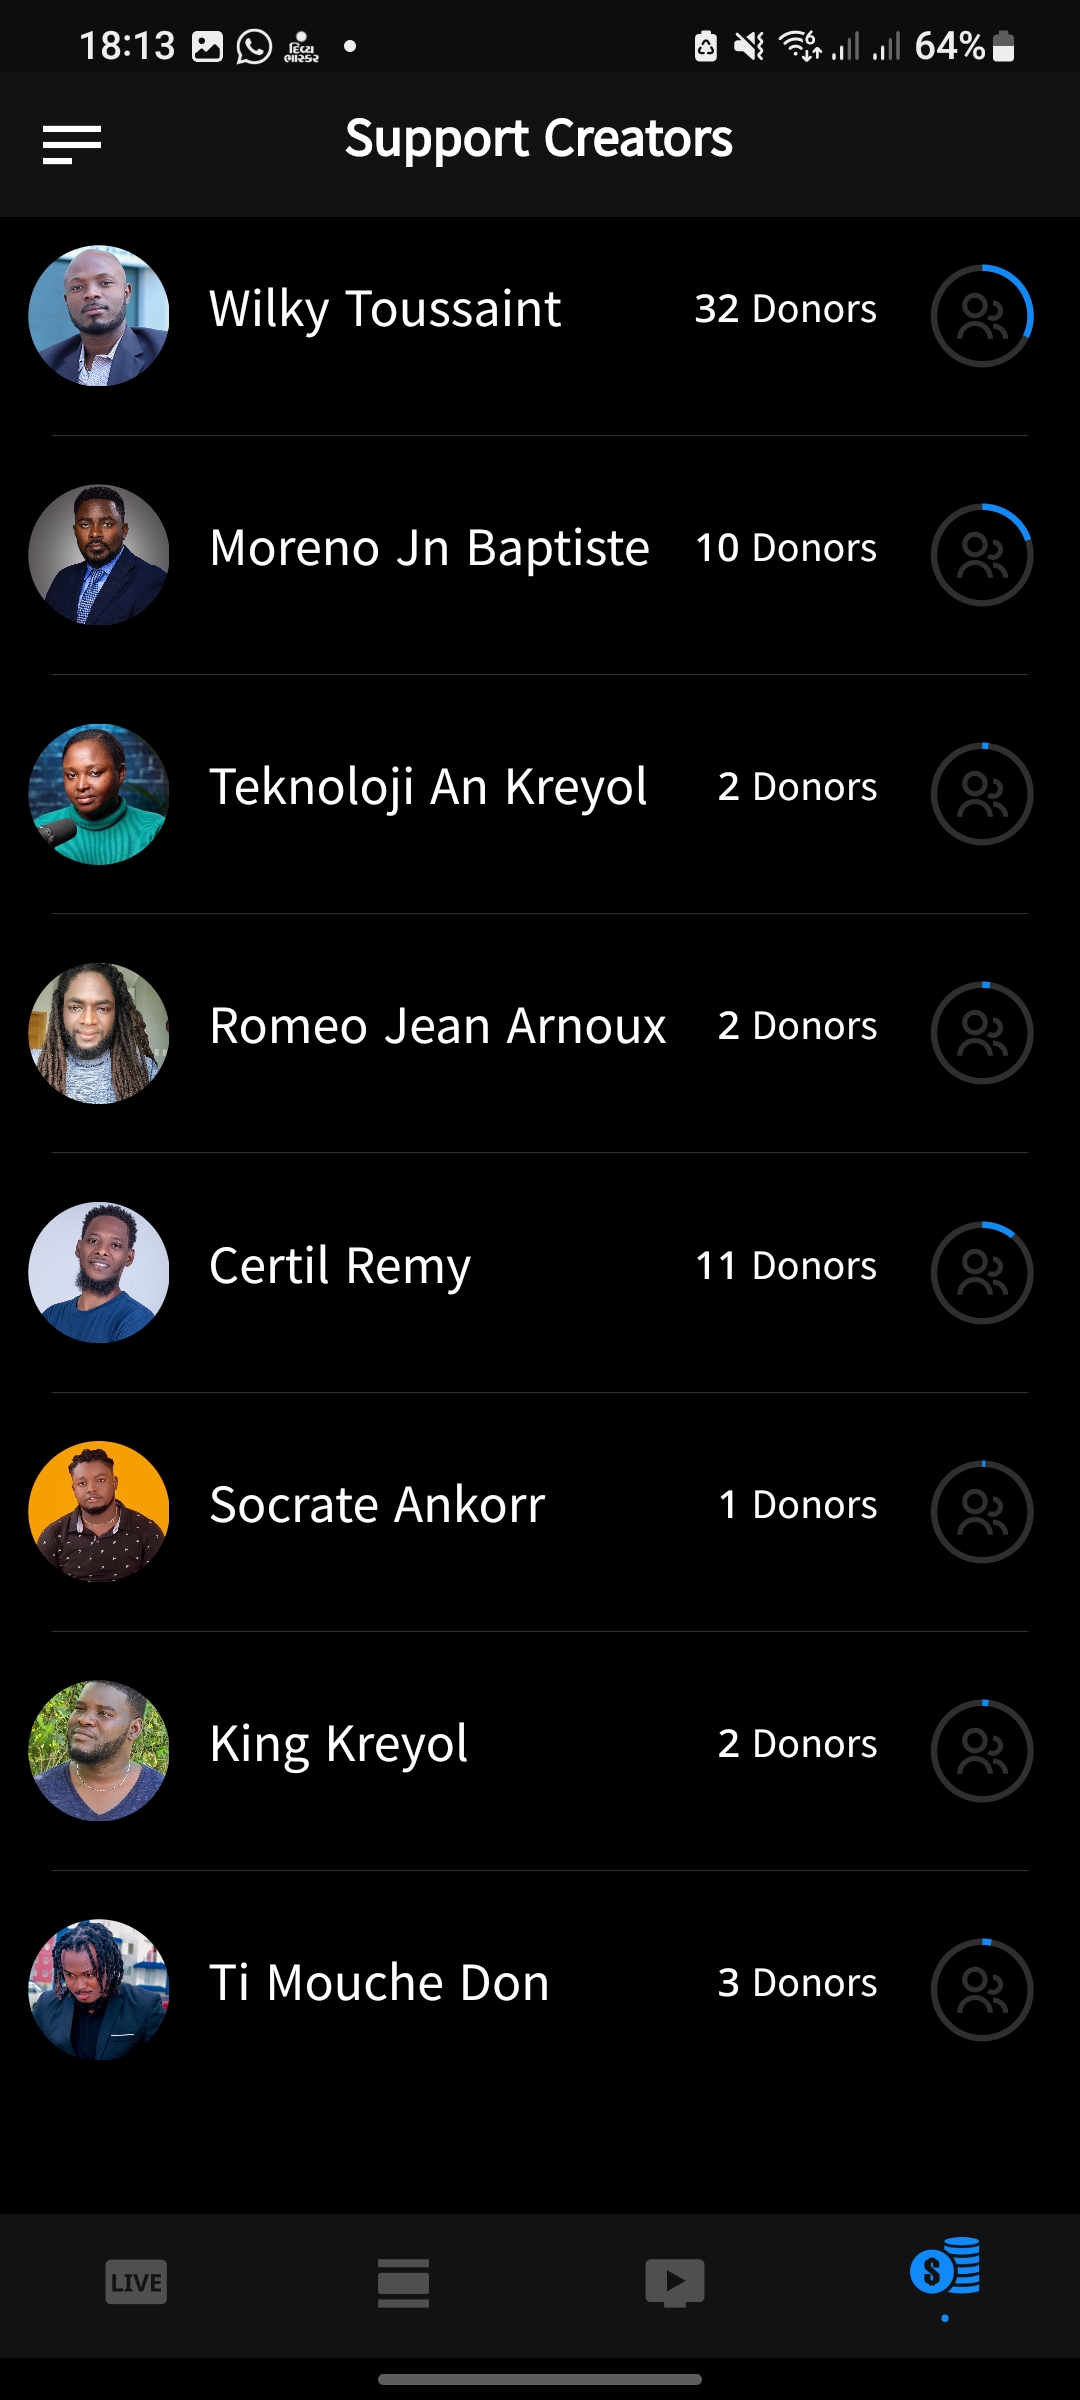 18:13 દિવ્ય ભાસ્કર 6 64%
Support Creators
Wilky Toussaint 32 Donors
Moreno Jn Baptiste 10 Donors
Teknoloji An Kreyol 2 Donors
Romeo Jean Arnoux 2 Donors
Certil Remy 11 Donors
Socrate Ankorr 1 Donors
King Kreyol 2 Donors
Ti Mouche Don 3 Donors
LIVE $